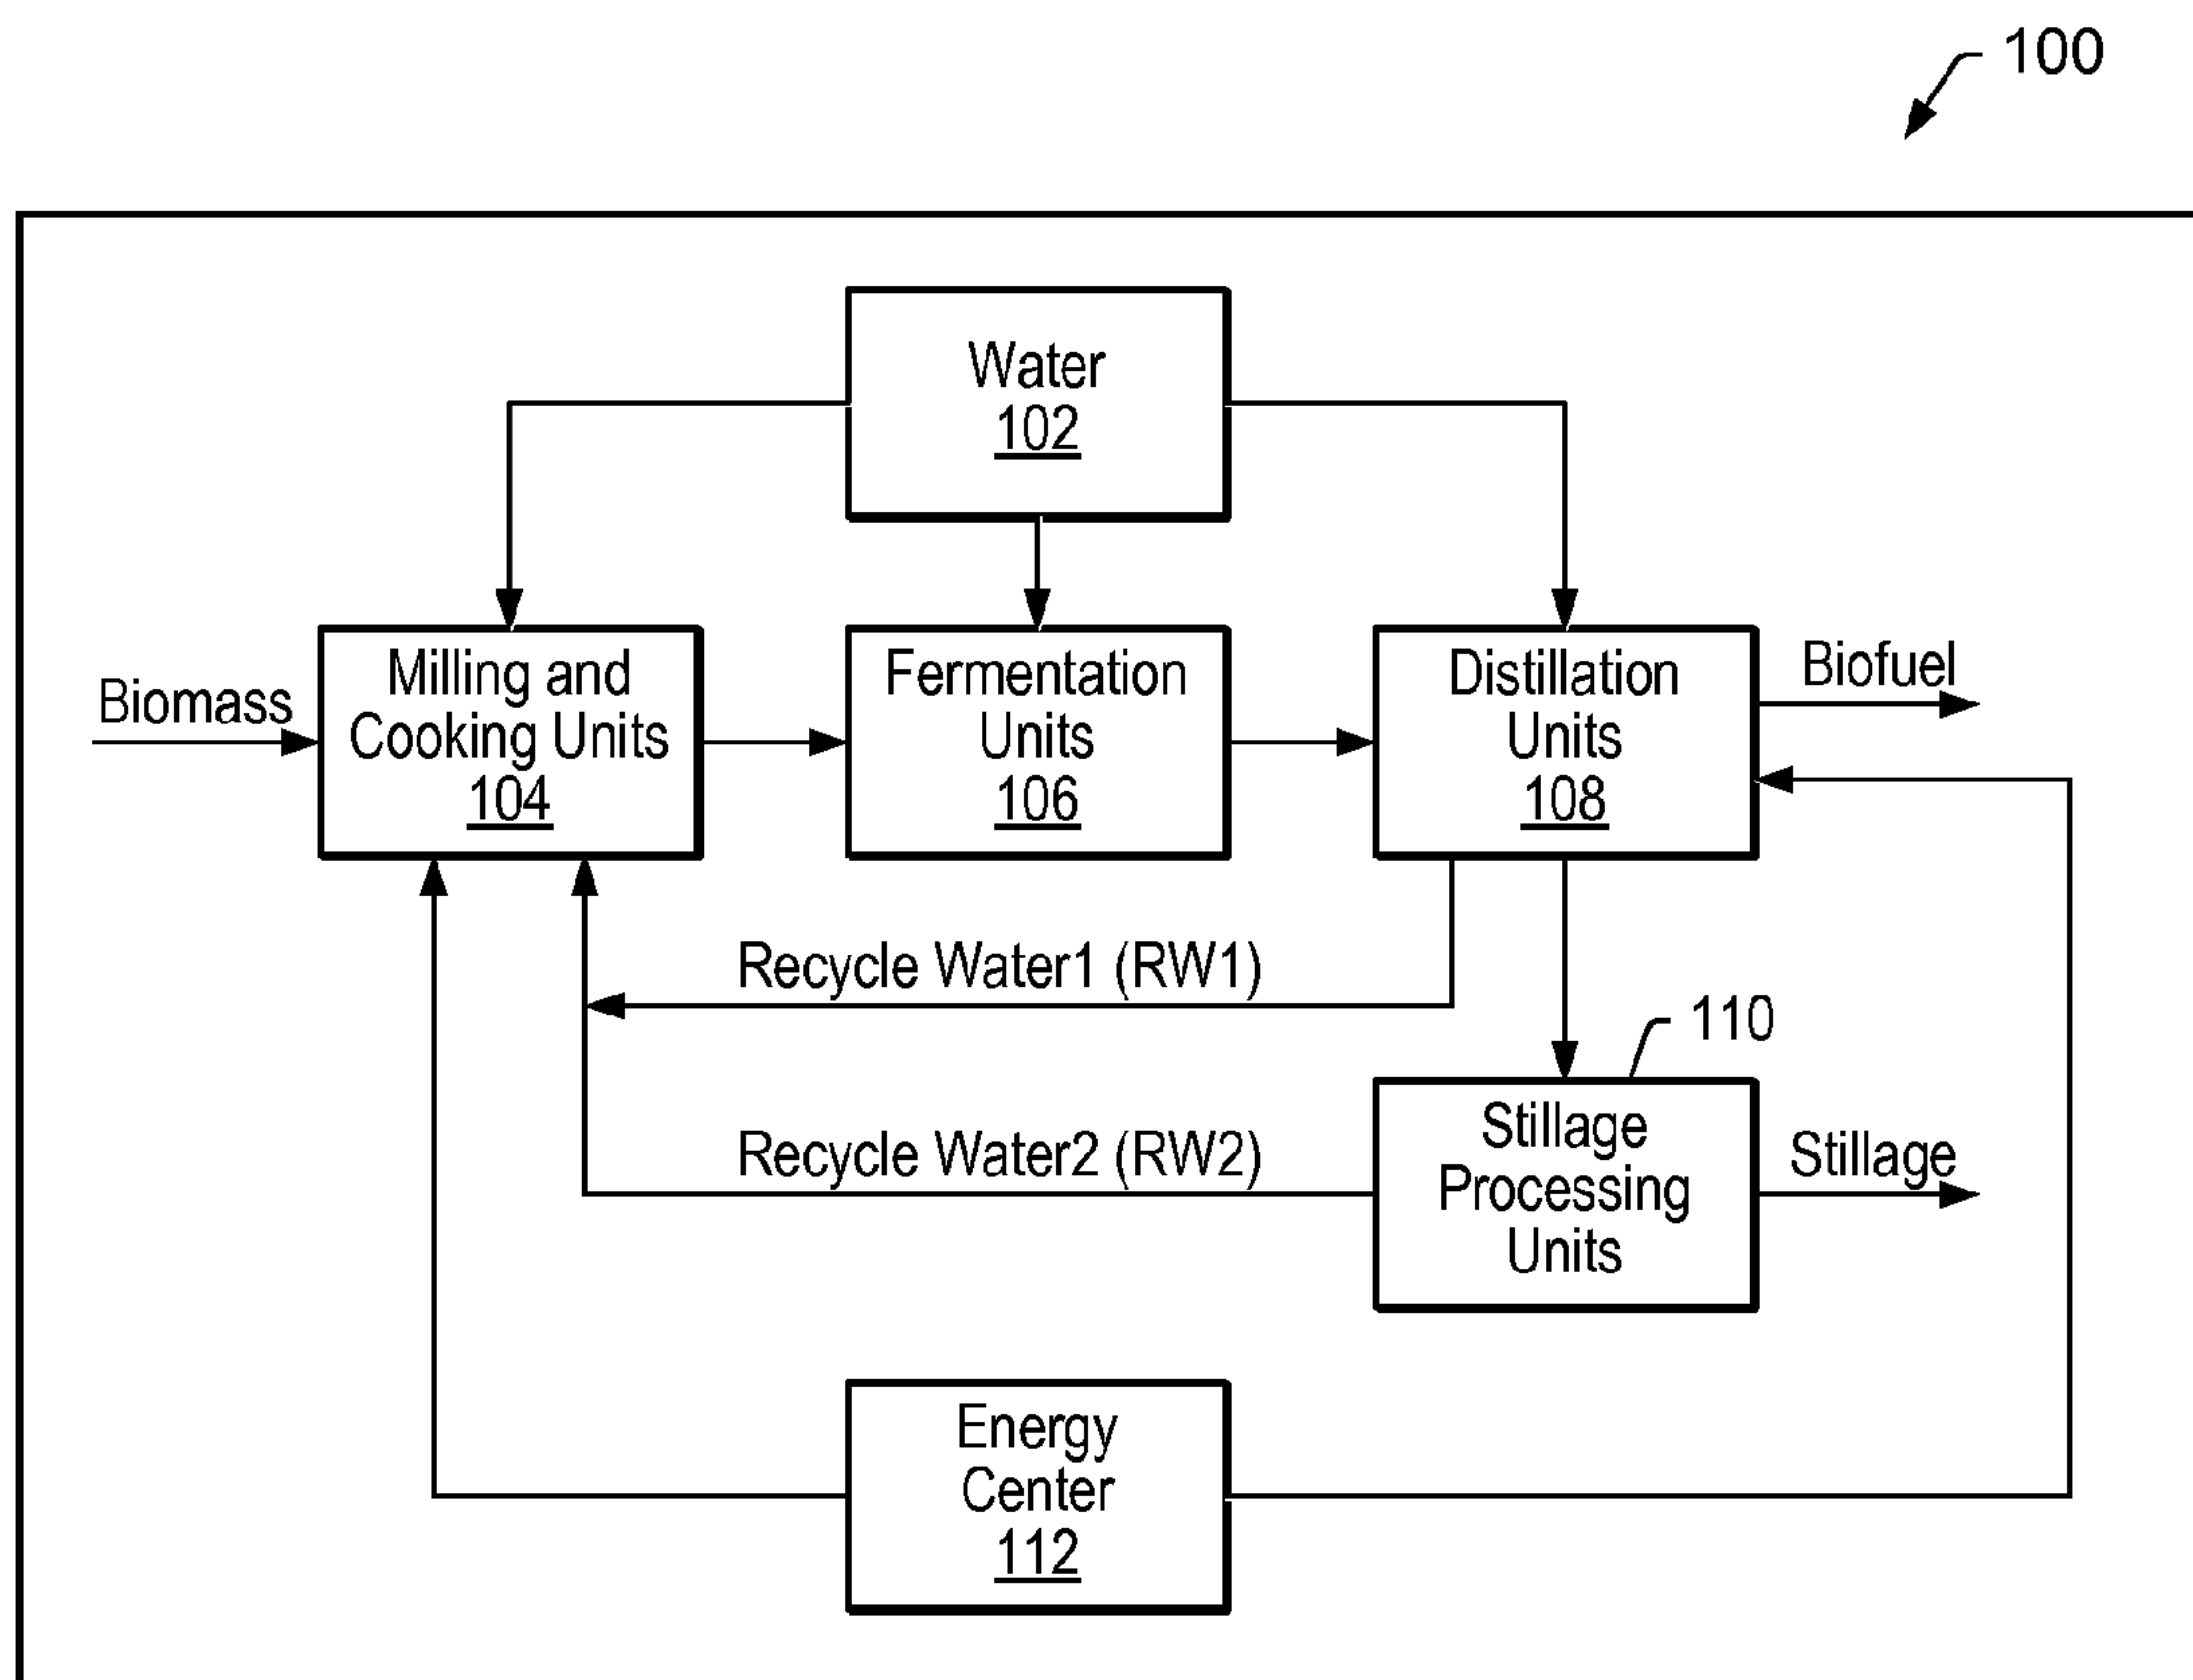 100
Water
102
Biomass
Milling and
Cooking Units
104
Fermentation
Units
106
Distillation
Units
108
Biofuel
Recycle Water1 (RW1)
110
Recycle Water2 (RW2)
Stillage
Processing
Units
Stillage
Energy
Center
112